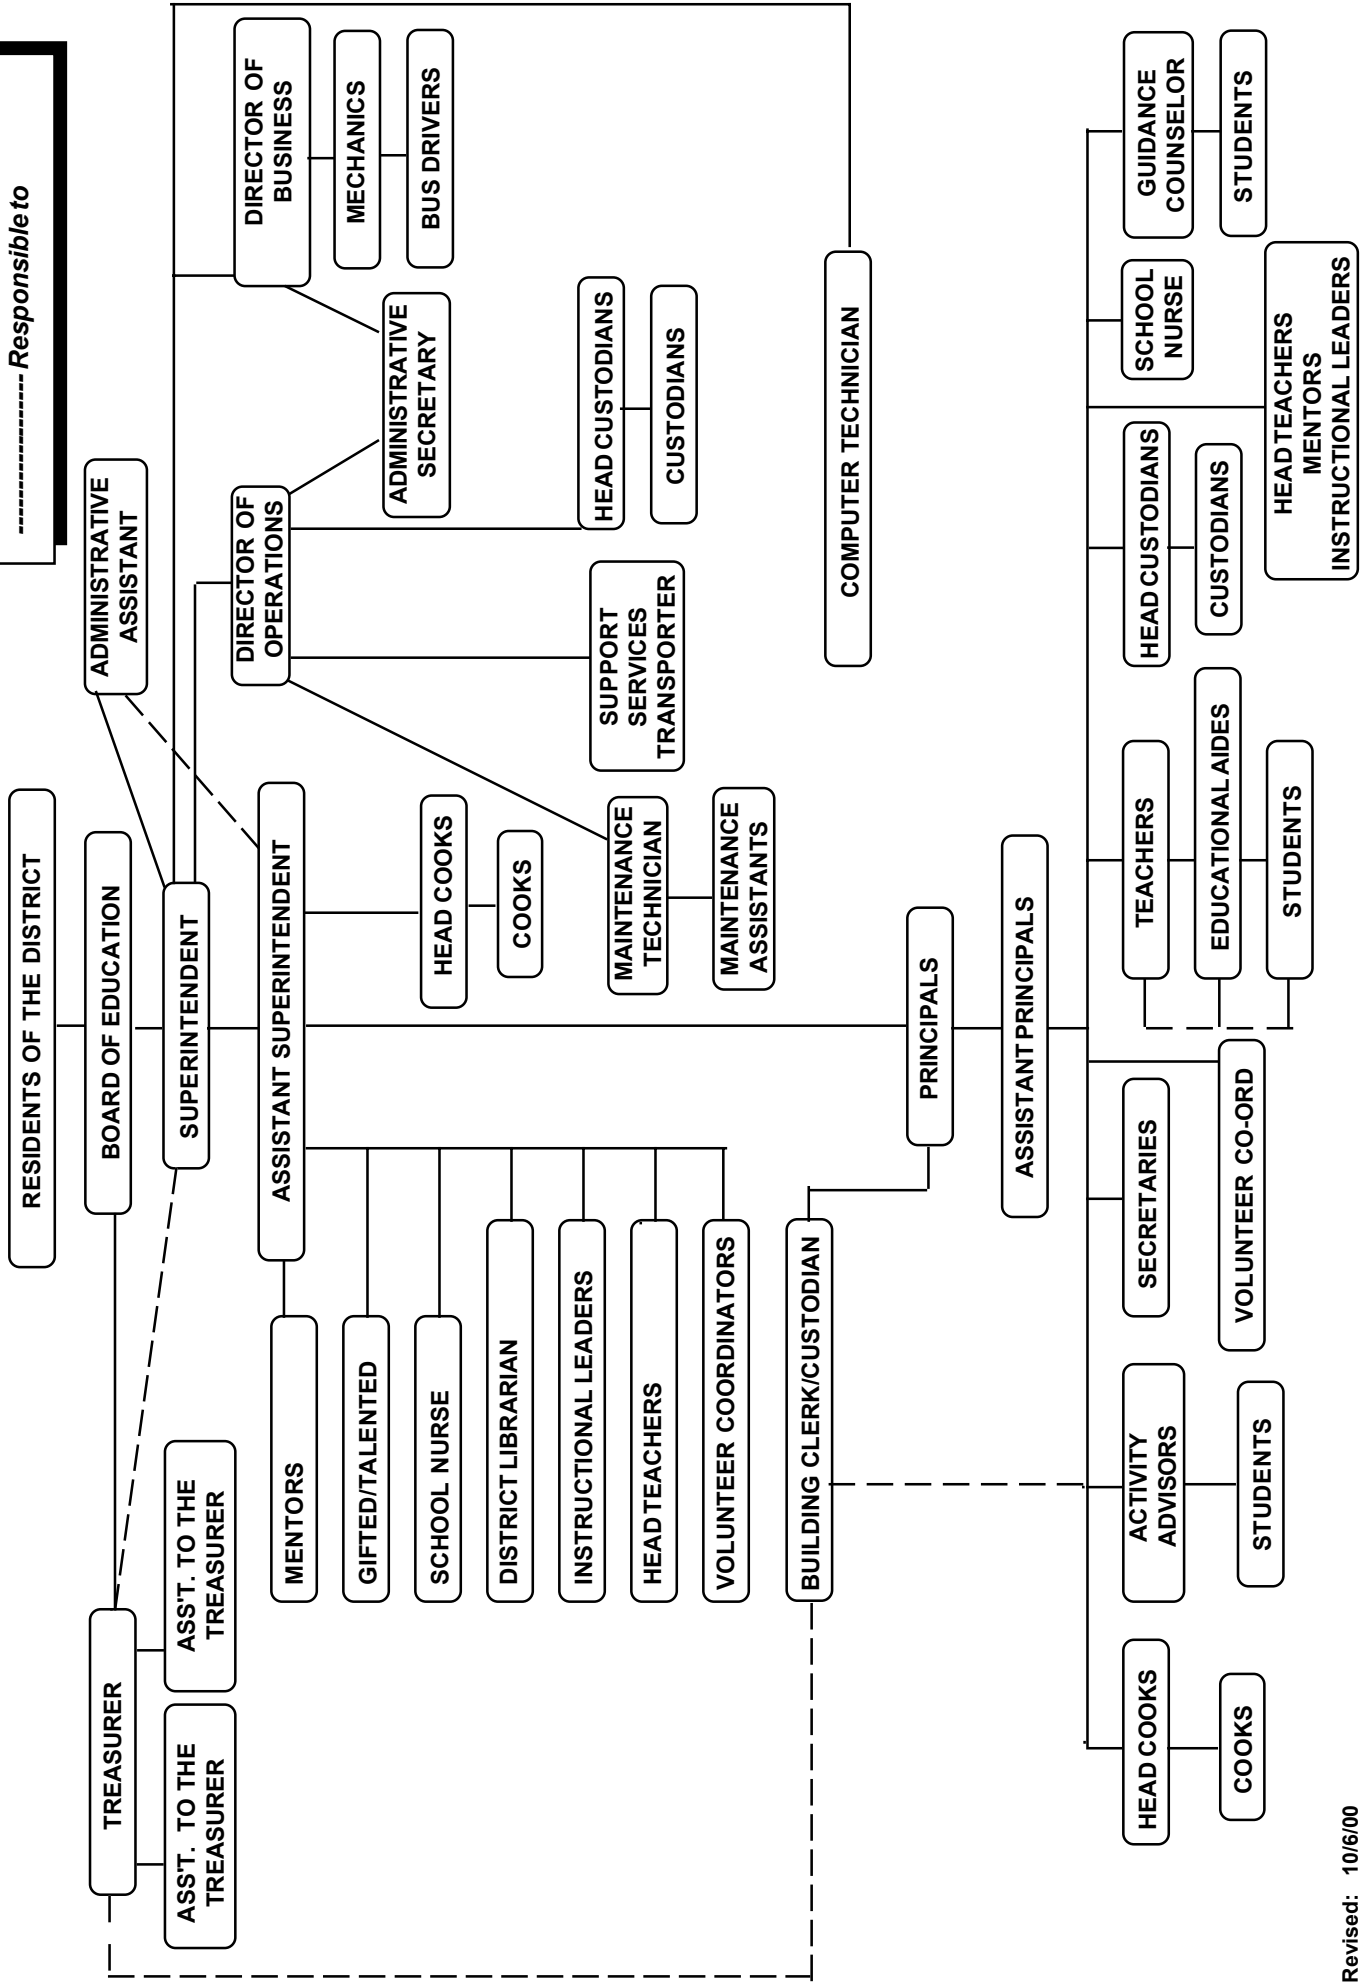 ------------------- Responsible to
RESIDENTS OF THE DISTRICT
BOARD OF EDUCATION
ADMINISTRATIVE
ASSISTANT
TREASURER
SUPERINTENDENT
ASS'T. TO THE
TREASURER
ASS'T. TO THE
TREASURER
DIRECTOR OF
OPERATIONS
DIRECTOR OF
BUSINESS
ASSISTANT SUPERINTENDENT
MENTORS
MECHANICS
GIFTED/TALENTED
ADMINISTRATIVE
SECRETARY
BUS DRIVERS
SCHOOL NURSE
HEAD COOKS
DISTRICT LIBRARIAN
COOKS
INSTRUCTIONAL LEADERS
HEAD CUSTODIANS
SUPPORT
SERVICES
TRANSPORTER
HEAD TEACHERS
MAINTENANCE
TECHNICIAN
CUSTODIANS
VOLUNTEER COORDINATORS
MAINTENANCE
ASSISTANTS
BUILDING CLERK/CUSTODIAN
COMPUTER TECHNICIAN
PRINCIPALS
ASSISTANT PRINCIPALS
HEAD COOKS
ACTIVITY
ADVISORS
SECRETARIES
TEACHERS
HEAD CUSTODIANS
SCHOOL
NURSE
GUIDANCE
COUNSELOR
COOKS
STUDENTS
VOLUNTEER CO-ORD
EDUCATIONAL AIDES
CUSTODIANS
STUDENTS
STUDENTS
HEAD TEACHERS
MENTORS
INSTRUCTIONAL LEADERS
Revised: 10/6/00